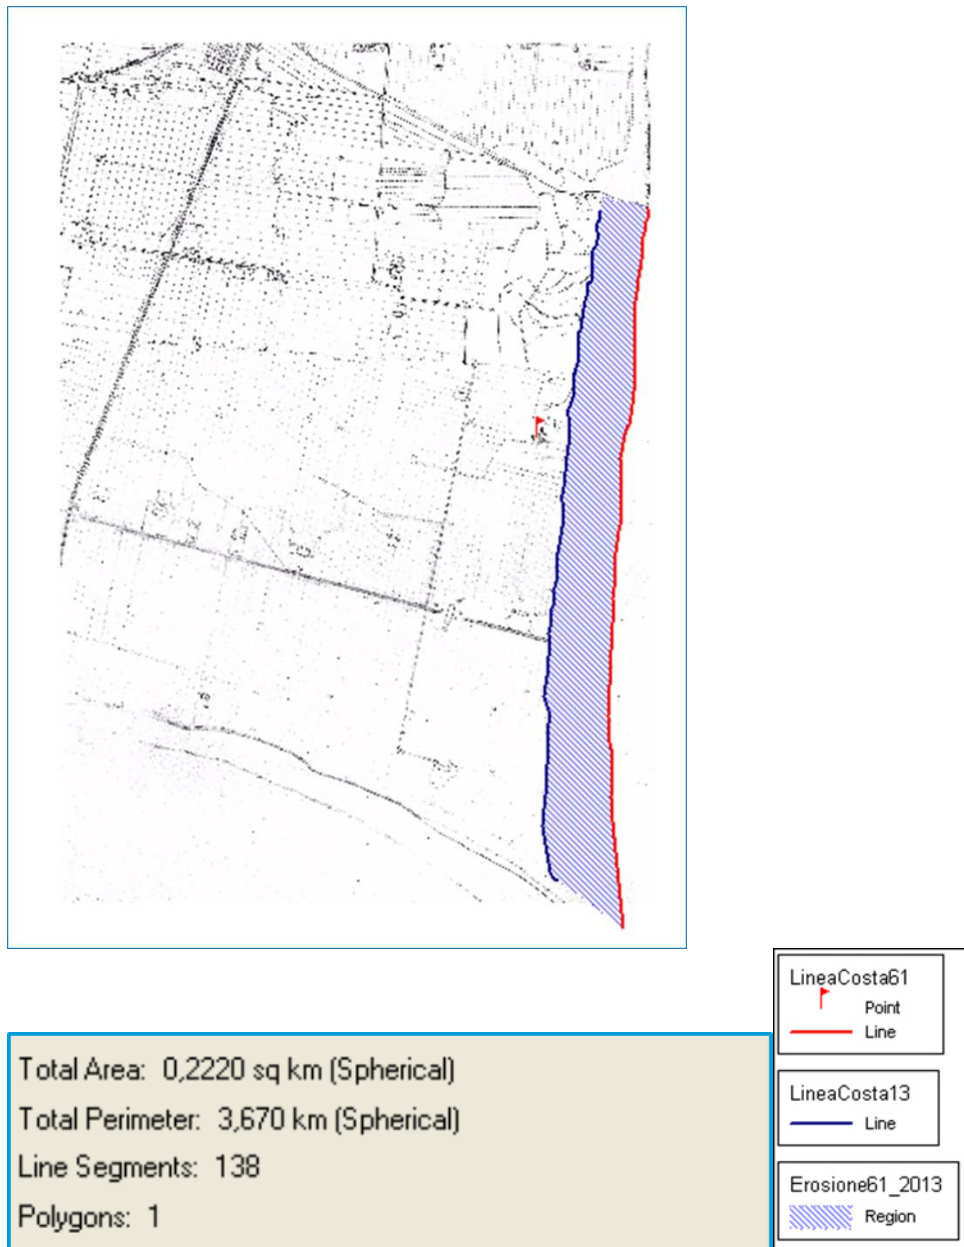 Total Area: 0,2220 sq km (Spherical)
Total Perimeter: 3,670 km (Spherical)
Line Segments: 138
Polygons: 1
LineaCosta61
Point
Line
LineaCosta13
Line
Erosione61_2013
Region